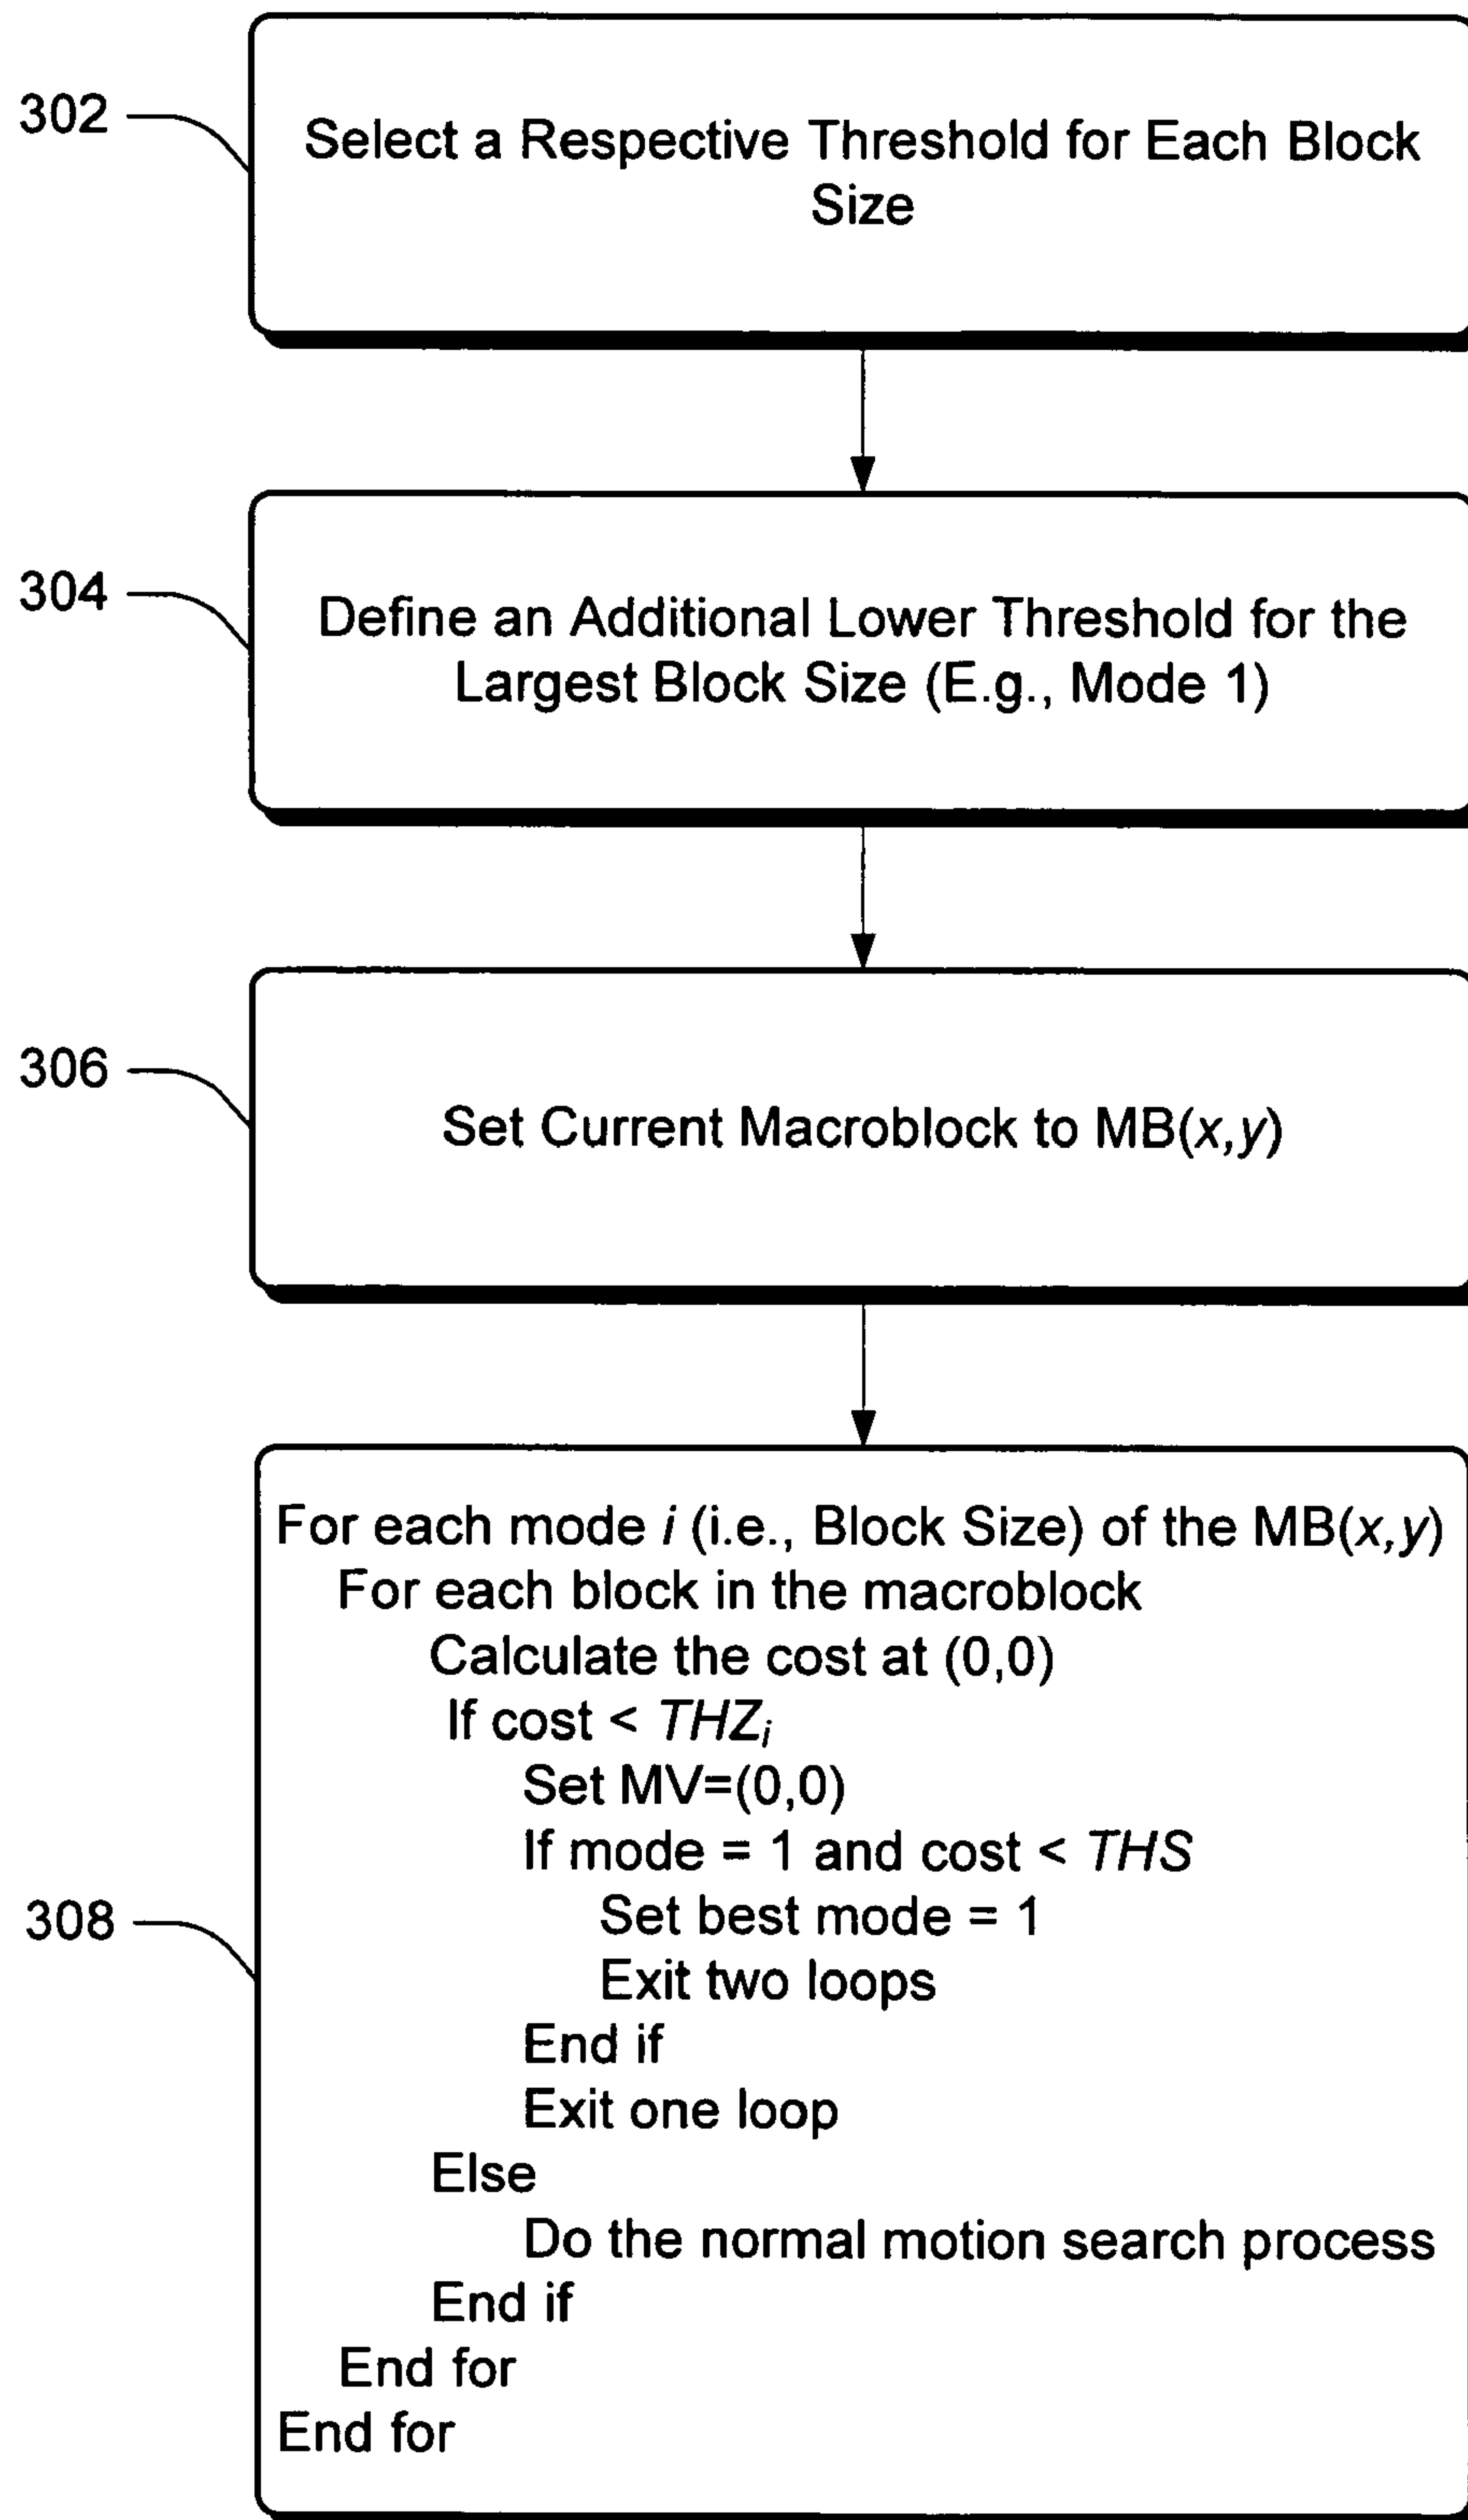 302
Select a Respective Threshold for Each Block
Size
304
Define an Additional Lower Threshold for the
Largest Block Size (E.g., Mode 1)
306
Set Current Macroblock to MB(x,y)
308
For each mode i (i.e., Block Size) of the MB(x,y)
For each block in the macroblock
Calculate the cost at (0,0)
If cost < THZi
Set MV=(0,0)
If mode = 1 and cost < THS
Set best mode = 1
Exit two loops
End if
Exit one loop
Else
Do the normal motion search process
End if
End for
End for